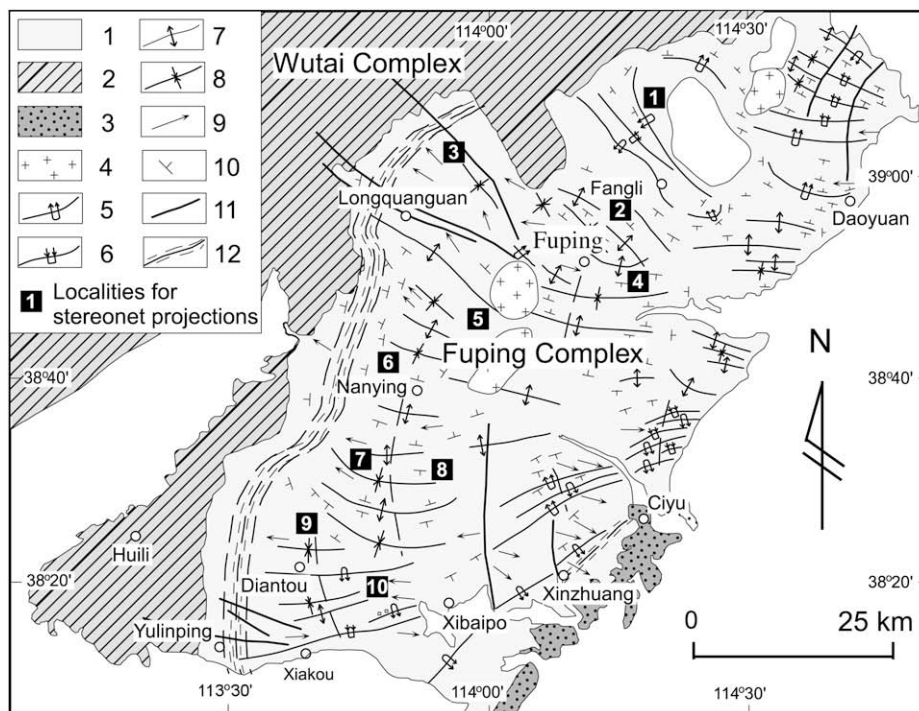 1 7
2 8
3 9
4 10
5 11
6 12
1 Localities for
stereonet projections
114°00' 114°30'
Wutai Complex
1
3
39°00'
Fangli
Longquanguan
2
Daoyuan
Fuping
4
5
Fuping Complex
N
38°40' 38°40'
6
Nanying
7 8
Ciyu
9
Huili
38°20' 38°20'
Diantou
10
Xinzhuang
0 25 km
Yulinping
Xibaipo
Xiakou
113°30' 114°00' 114°30'